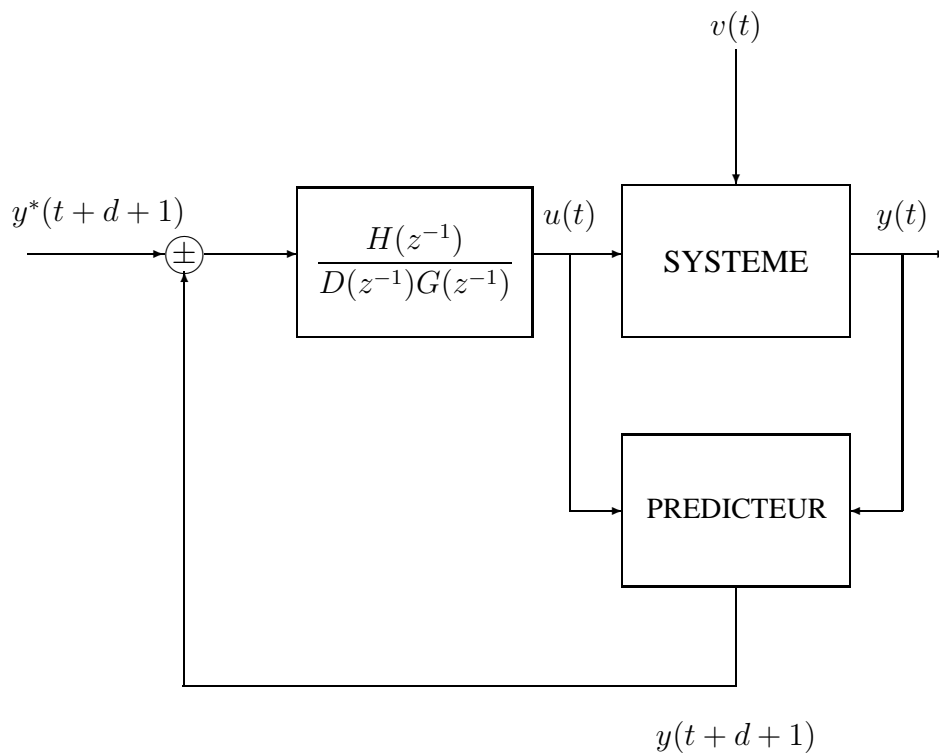 v(t)
y*(t + d + 1)
u(t)
y(t)
±
H(z⁻¹)
D(z⁻¹)G(z⁻¹)
SYSTEME
PREDICTEUR
y(t + d + 1)